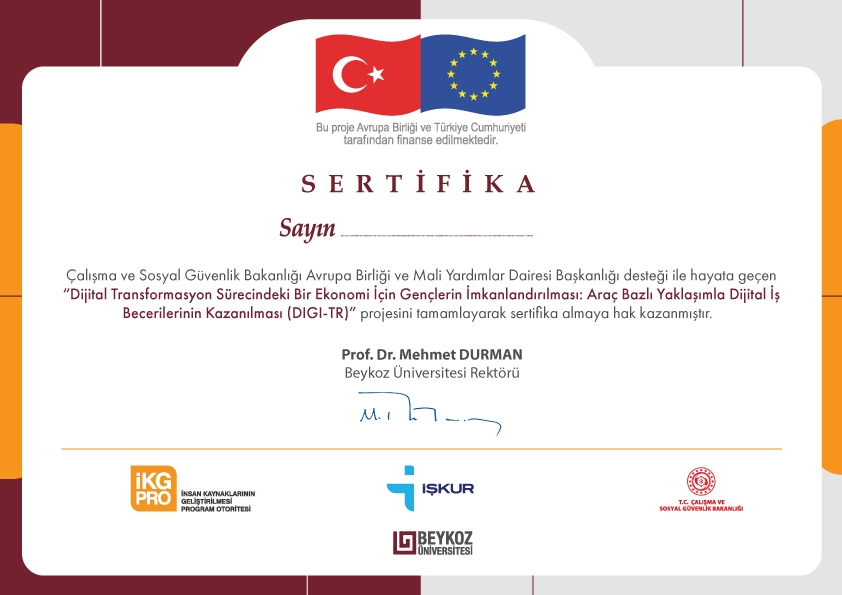 Bu proje Avrupa Birliği ve Türkiye Cumhuriyeti
tarafından finanse edilmektedir.
SERTİFİKA
Sayın
Çalışma ve Sosyal Güvenlik Bakanlığı Avrupa Birliği ve Mali Yardımlar Dairesi Başkanlığı desteği ile hayata geçen
“Dijital Transformasyon Sürecindeki Bir Ekonomi İçin Gençlerin İmkanlandırılması: Araç Bazlı Yaklaşımla Dijital İş
Becerilerinin Kazanılması (DIGI-TR)” projesini tamamlayarak sertifika almaya hak kazanmıştır.
Prof. Dr. Mehmet DURMAN
Beykoz Üniversitesi Rektörü
iKG
PRO
İNSAN KAYNAKLARININ
GELİŞTİRİLMESİ
PROGRAM OTORİTESİ
İŞKUR
T.C. ÇALIŞMA VE
SOSYAL GÜVENLİK BAKANLIĞI
BEYKOZ
ÜNİVERSİTESİ